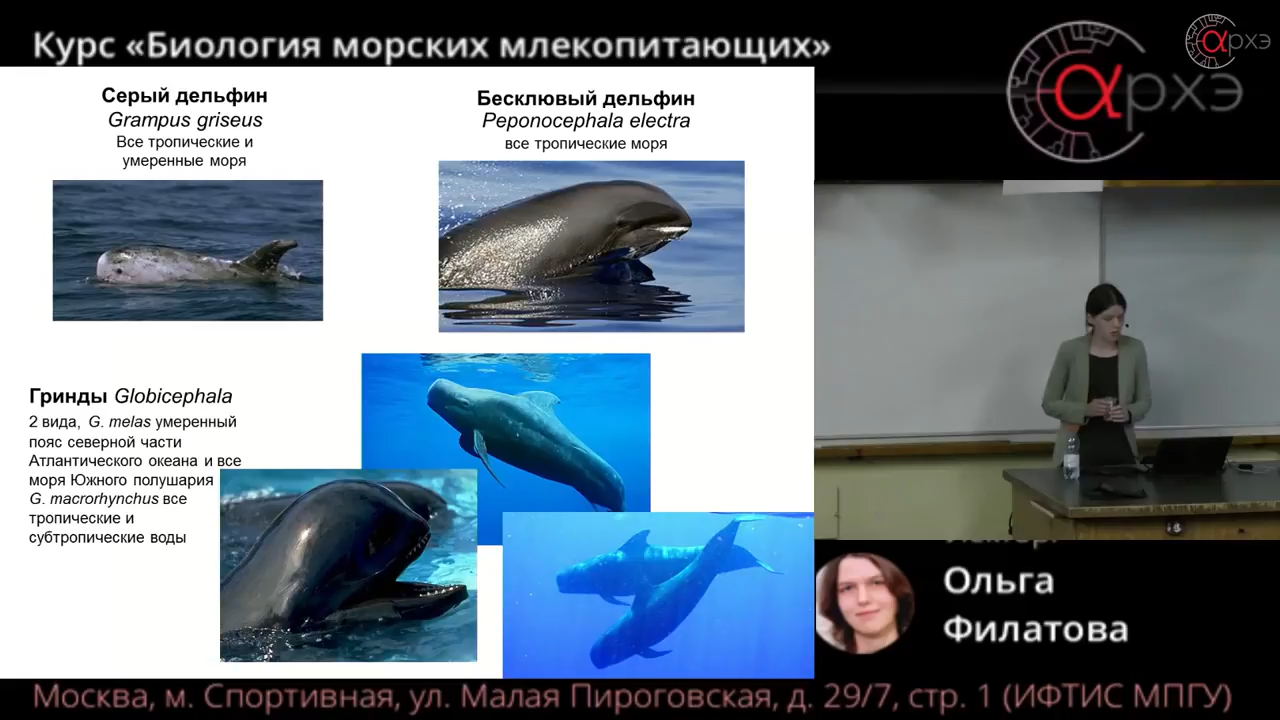 Курс «Биология морских млекопитающих»
αрхэ
αрхэ
Серый дельфин
Grampus griseus
Все тропические и
умеренные моря
Бесклювый дельфин
Peponocephala electra
все тропические моря
Гринды Globicephala
2 вида, G. melas умеренный
пояс северной части
Атлантического океана и все
моря Южного полушария
G. macrorhynchus все
тропические и
субтропические воды
Ольга
Филатова
Москва, м. Спортивная, ул. Малая Пироговская, д. 29/7, стр. 1 (ИФТИС МПГУ)